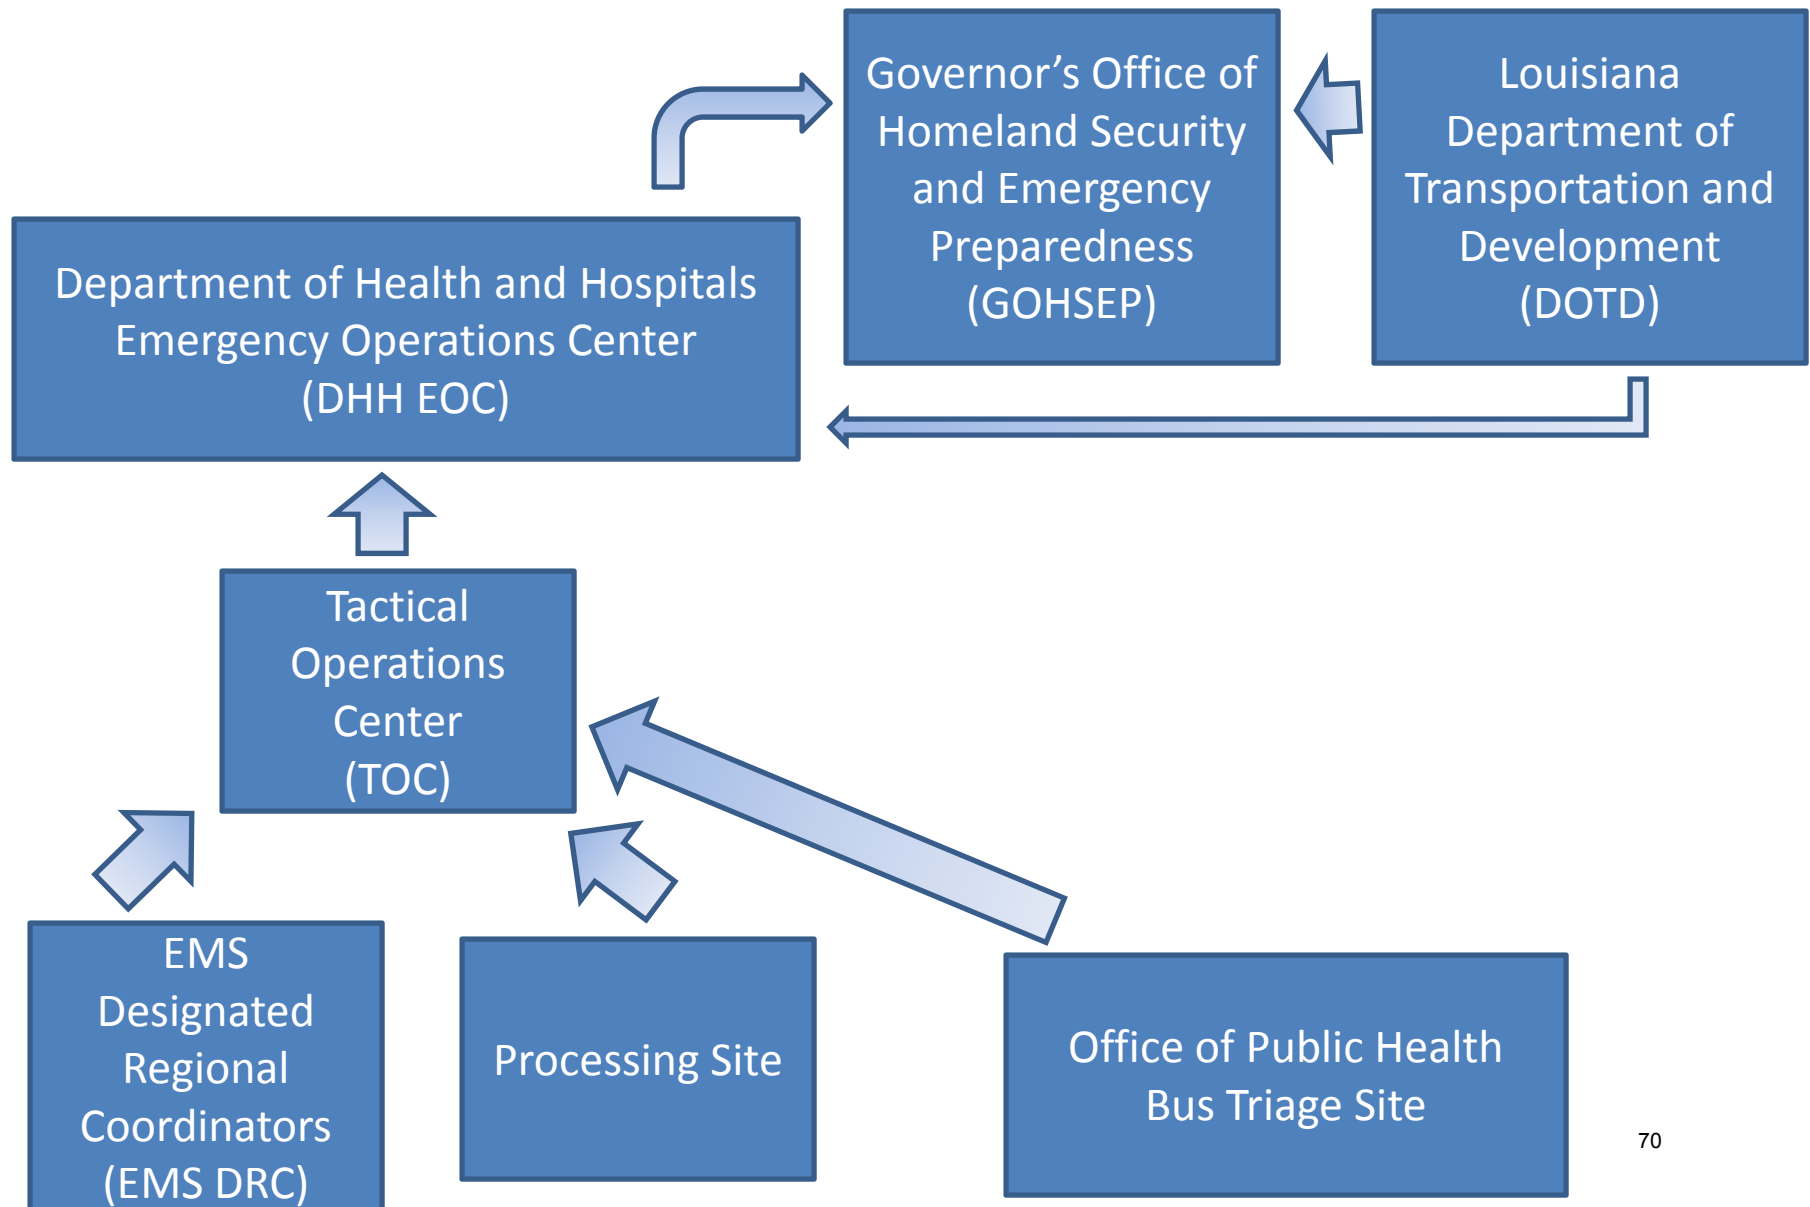 Governor’s Office of
Homeland Security
and Emergency
Preparedness
(GOHSEP)
Louisiana
Department of
Transportation and
Development
(DOTD)
Department of Health and Hospitals
Emergency Operations Center
(DHH EOC)
Tactical
Operations
Center
(TOC)
EMS
Designated
Regional
Coordinators
(EMS DRC)
Processing Site
Office of Public Health
Bus Triage Site
70